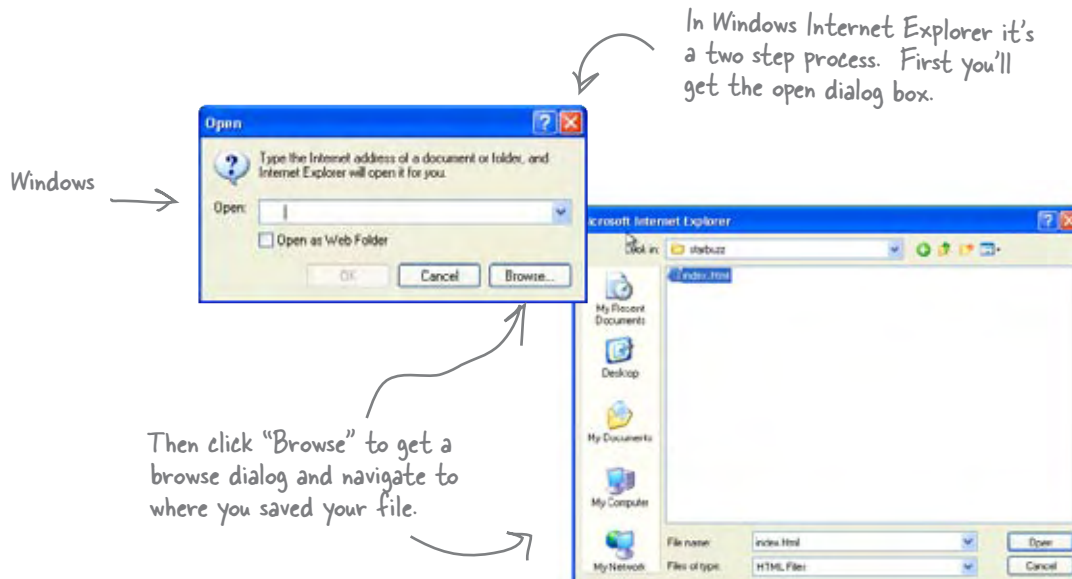 In Windows Internet Explorer it's
a two step process. First you'll
get the open dialog box.
Windows
Open
Type the Internet address of a document or folder, and
Internet Explorer will open it for you.
Open:
Open as Web Folder
OK
Cancel
Browse...
Then click “Browse” to get a
browse dialog and navigate to
where you saved your file.
icrosoft Internet Explorer
Look in:
starbuzz
index.html
My Recent
Documents
Desktop
My Documents
My Computer
My Network
File name:
index.html
Open
Files of type:
HTML Files
Cancel